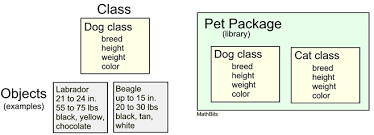 Class
Dog class
breed
height
weight
color
Objects
(examples)
Labrador
21 to 24 in.
55 to 75 lbs
black, yellow,
chocolate
Beagle
up to 15 in.
20 to 30 lbs
black, tan,
white
Pet Package
(library)
Dog class
breed
height
weight
color
Cat class
breed
height
weight
color
MathBits